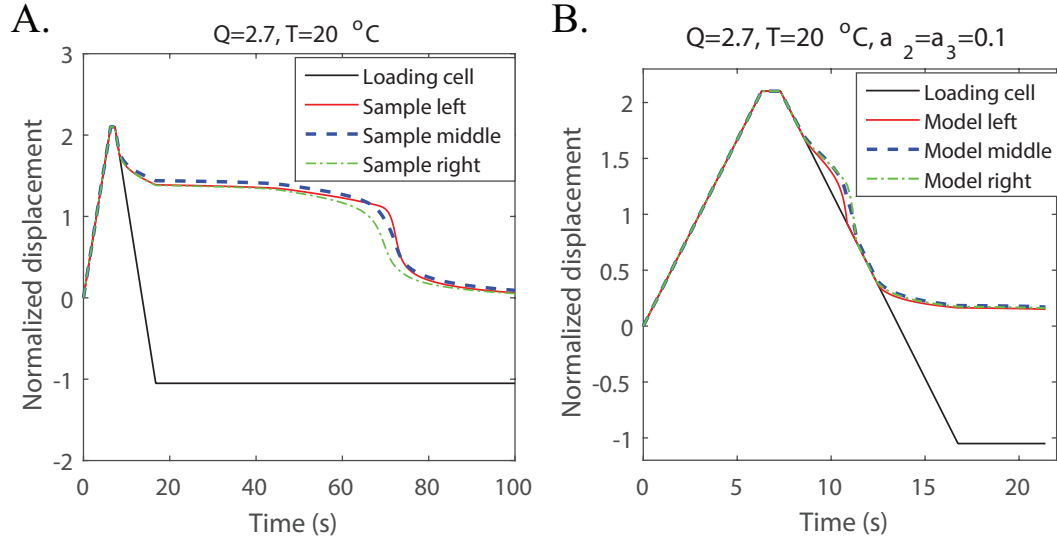 A.
Q=2.7, T=20 °C
3
2
1
0
-1
-2
Normalized displacement
Loading cell
Sample left
Sample middle
Sample right
0 20 40 60 80 100
Time (s)
B.
Q=2.7, T=20 °C, a 2=a 3=0.1
2
1.5
1
0.5
0
-0.5
-1
Normalized displacement
Loading cell
Model left
Model middle
Model right
0 5 10 15 20
Time (s)